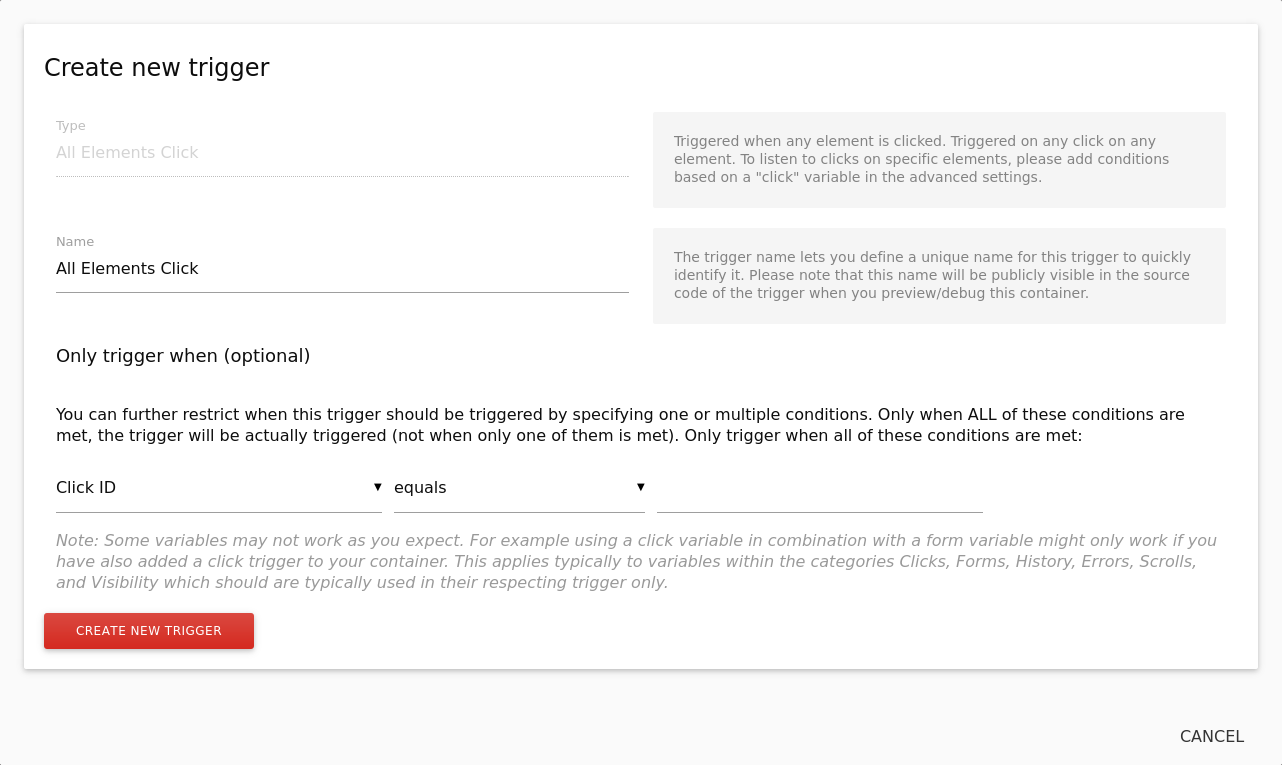 Create new trigger
Type
All Elements Click
Triggered when any element is clicked. Triggered on any click on any
element. To listen to clicks on specific elements, please add conditions
based on a "click" variable in the advanced settings.
Name
All Elements Click
The trigger name lets you define a unique name for this trigger to quickly
identify it. Please note that this name will be publicly visible in the source
code of the trigger when you preview/debug this container.
Only trigger when (optional)
You can further restrict when this trigger should be triggered by specifying one or multiple conditions. Only when ALL of these conditions are
met, the trigger will be actually triggered (not when only one of them is met). Only trigger when all of these conditions are met:
Click ID ▼ equals ▼
Note: Some variables may not work as you expect. For example using a click variable in combination with a form variable might only work if you
have also added a click trigger to your container. This applies typically to variables within the categories Clicks, Forms, History, Errors, Scrolls,
and Visibility which should are typically used in their respecting trigger only.
CREATE NEW TRIGGER
CANCEL